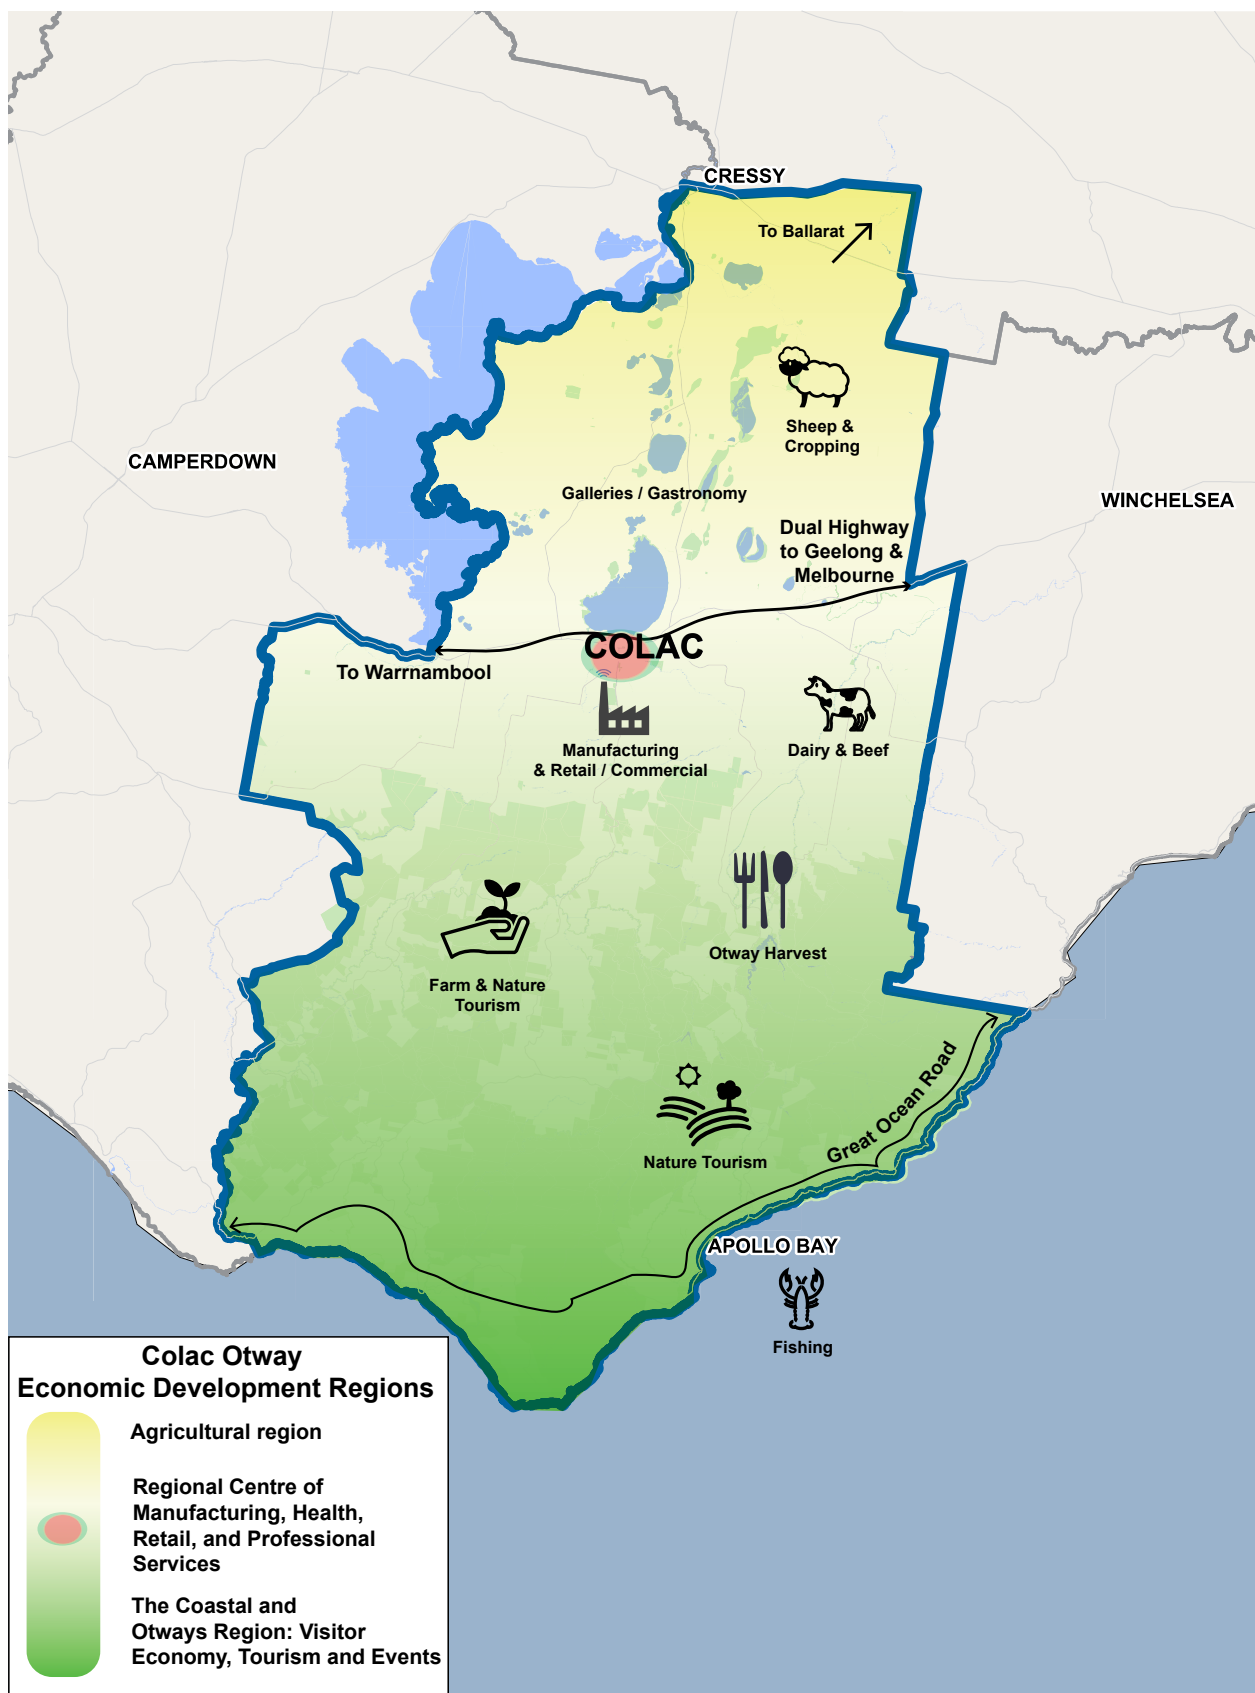 CRESSY
To Ballarat
Sheep &
Cropping
CAMPERDOWN
Galleries / Gastronomy
WINCHELSEA
Dual Highway
to Geelong &
Melbourne
COLAC
To Warrnambool
Manufacturing
& Retail / Commercial
Dairy & Beef
Otway Harvest
Farm & Nature
Tourism
Great Ocean Road
Nature Tourism
APOLLO BAY
Fishing
Colac Otway
Economic Development Regions
Agricultural region
Regional Centre of
Manufacturing, Health,
Retail, and Professional
Services
The Coastal and
Otways Region: Visitor
Economy, Tourism and Events